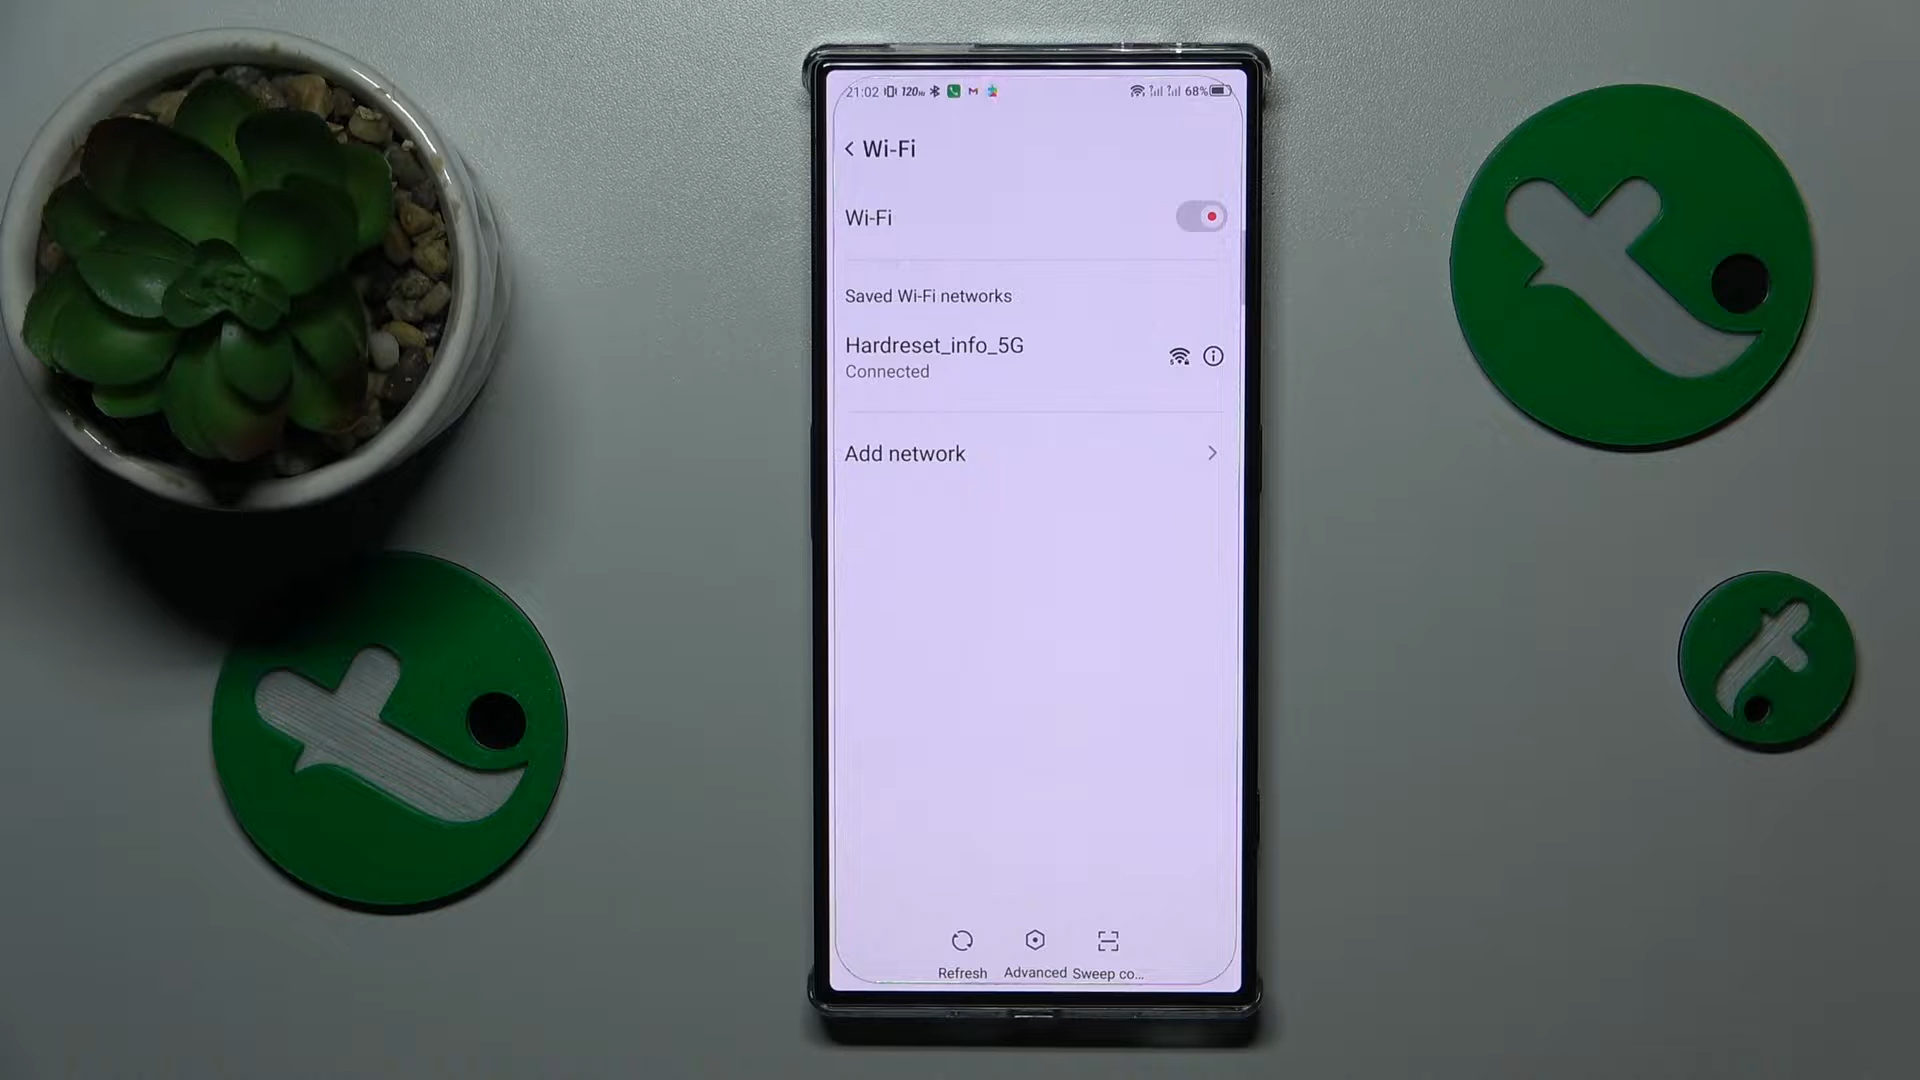 21:02 120Hz 68%
Wi-Fi
Wi-Fi
Saved Wi-Fi networks
Hardreset_info_5G
Connected
Add network
Refresh Advanced Sweep co...